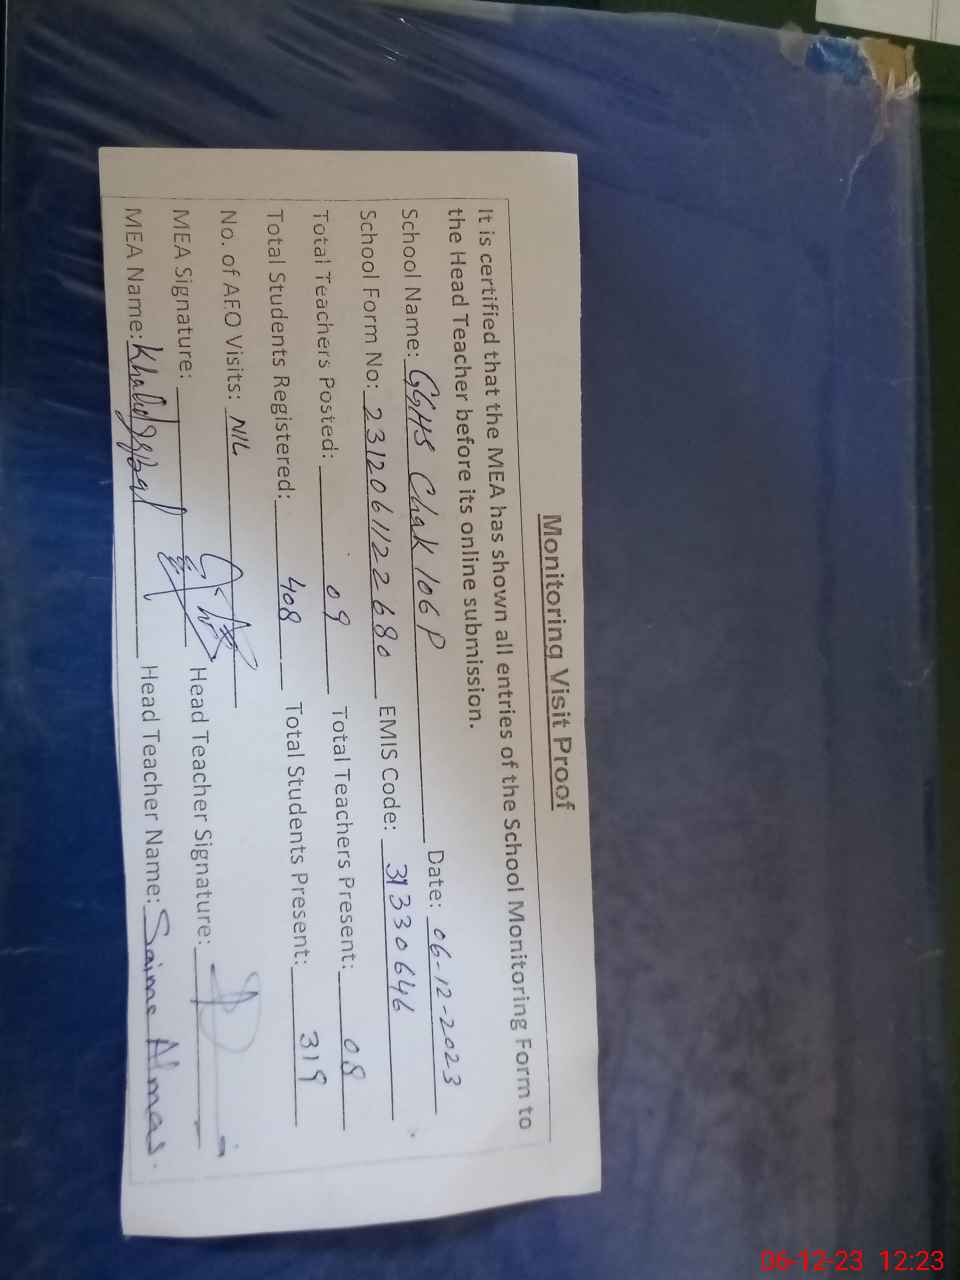 Monitoring Visit Proof
It is certified that the MEA has shown all entries of the School Monitoring Form to
the Head Teacher before its online submission.
School Name: GGHS Chak 106 P Date: 06-12-2023
School Form No: 2312061122680 EMIS Code: 31330646
Total Teachers Posted: 09 Total Teachers Present: 08
Total Students Registered: 408 Total Students Present: 319
No. of AEO Visits: NIL
MEA Signature: Head Teacher Signature:
MEA Name: Khalid Iqbal Head Teacher Name: Saima Almas.
06-12-23 12:23